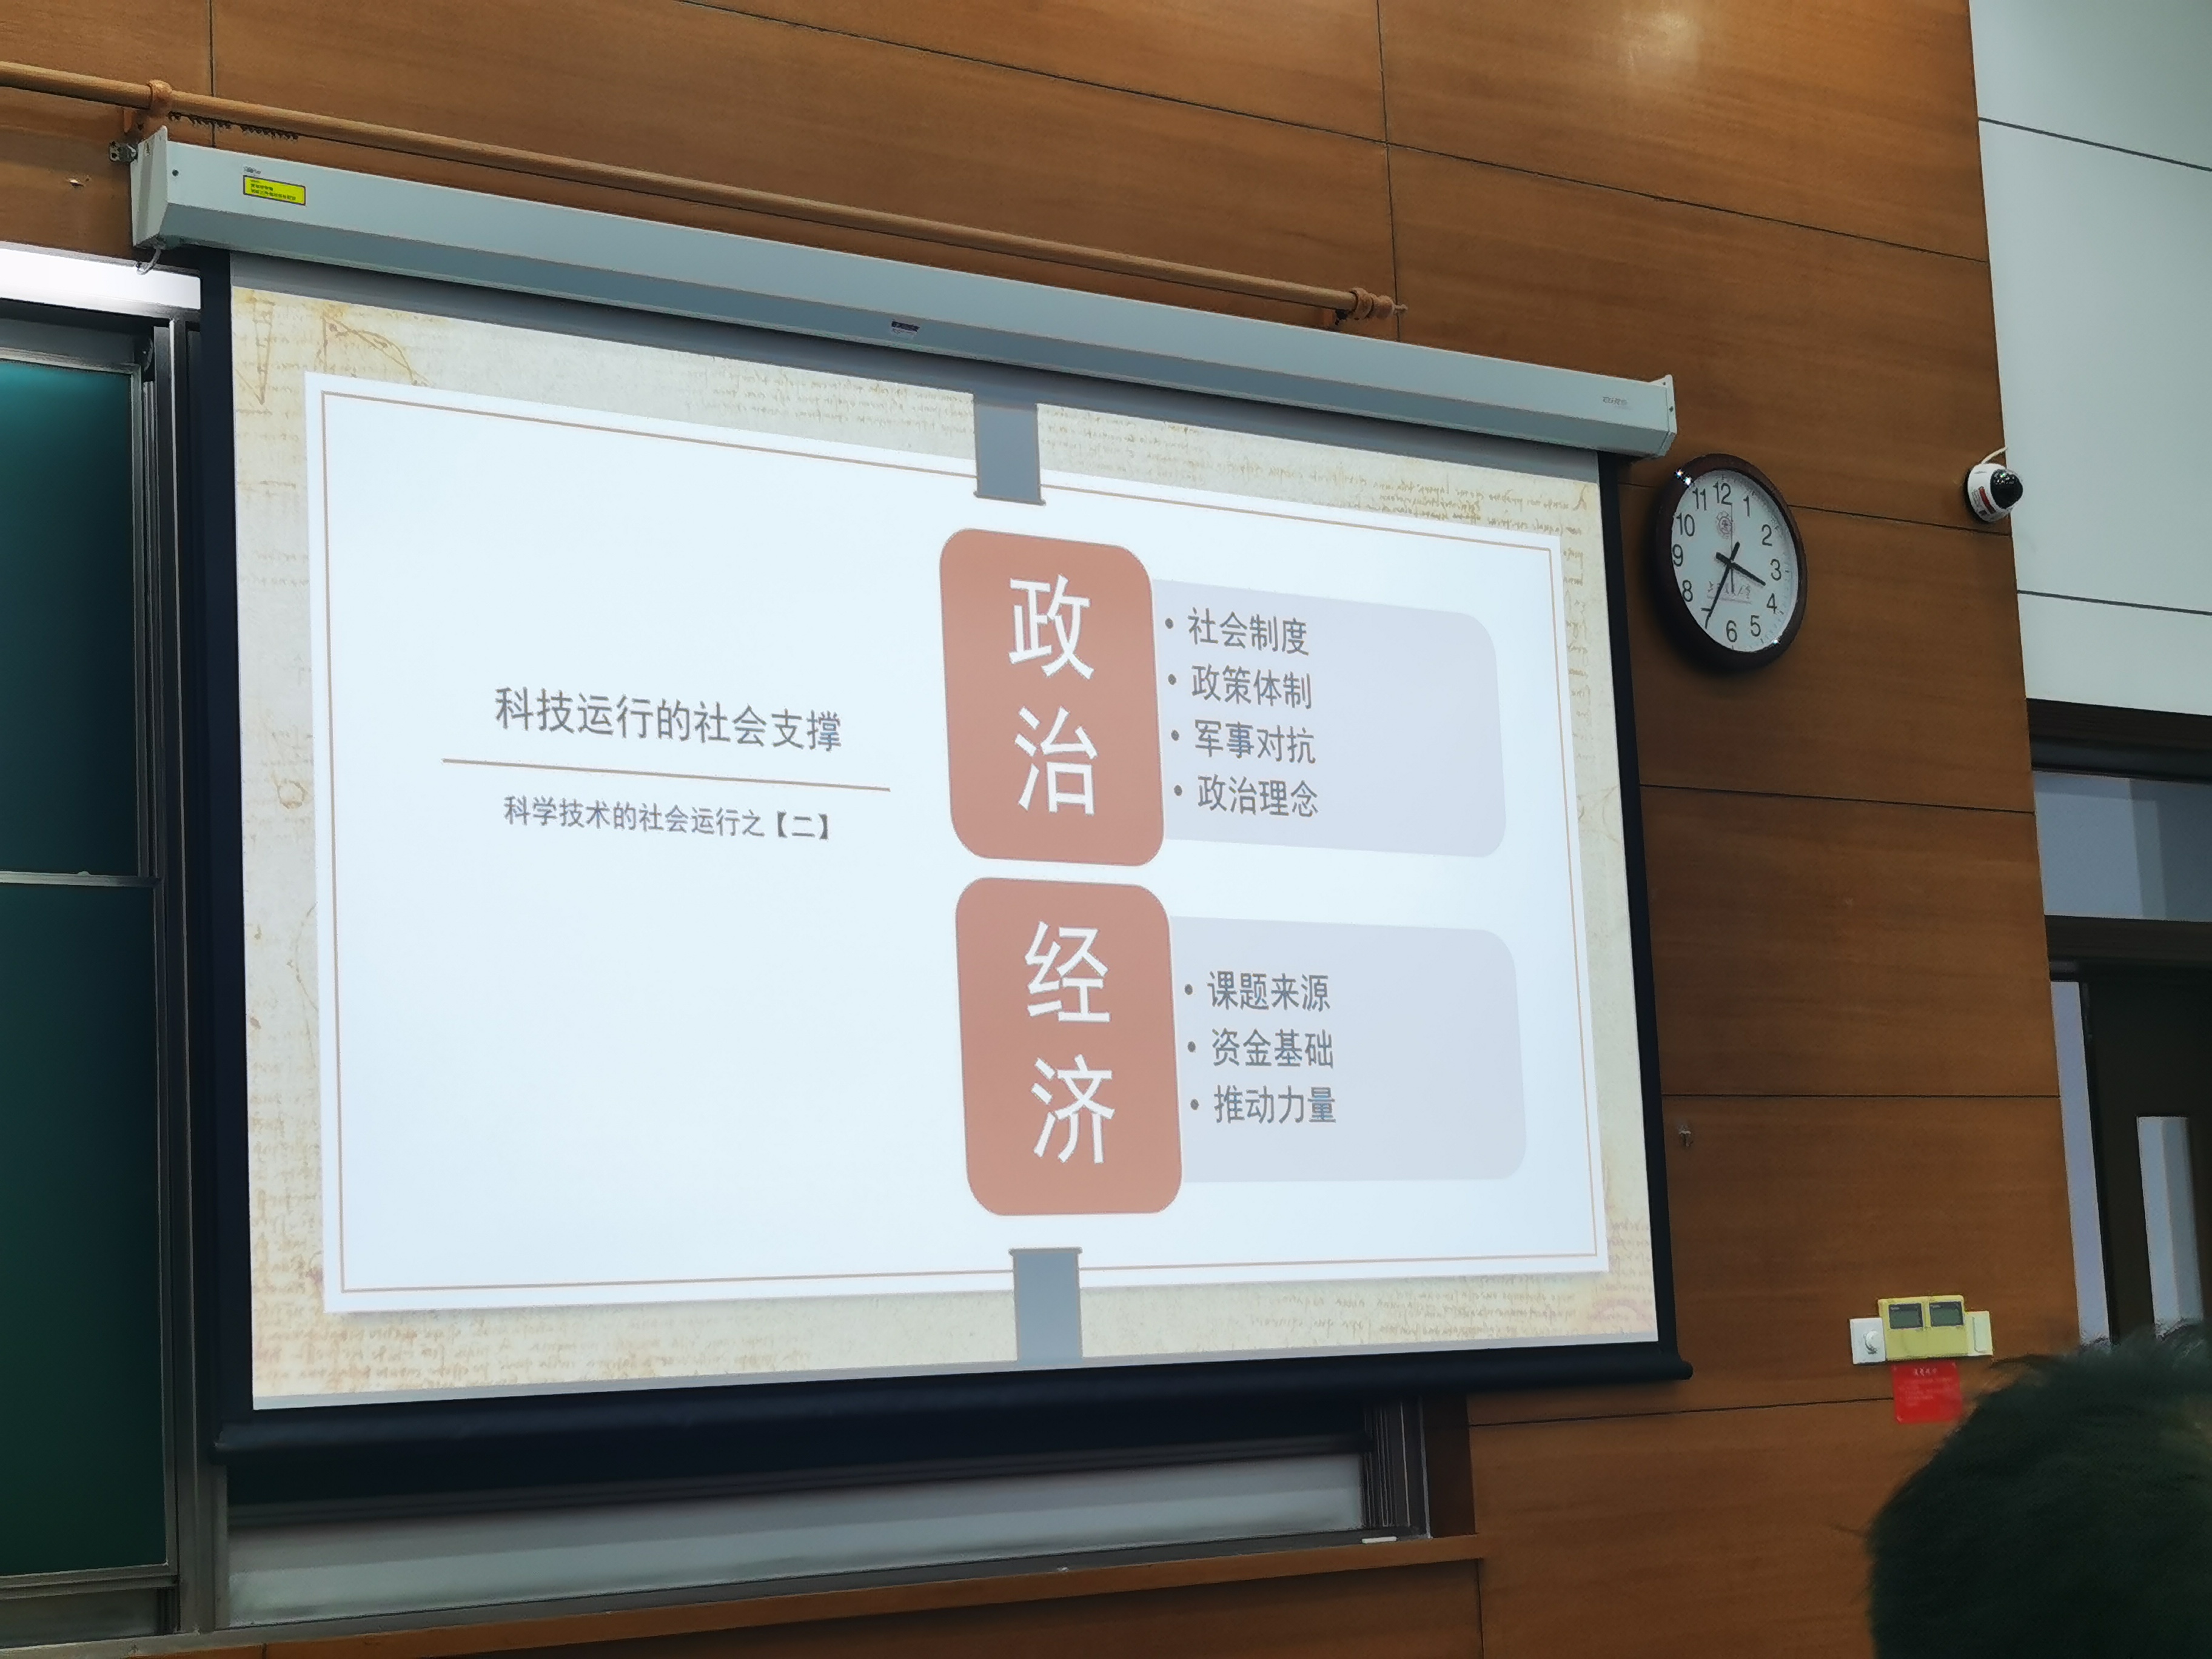 科技运行的社会支撑
科学技术的社会运行之【二】
政治
• 社会制度
• 政策体制
• 军事对抗
• 政治理念
经济
• 课题来源
• 资金基础
• 推动力量
12
1
2
3
4
5
6
7
8
9
10
11